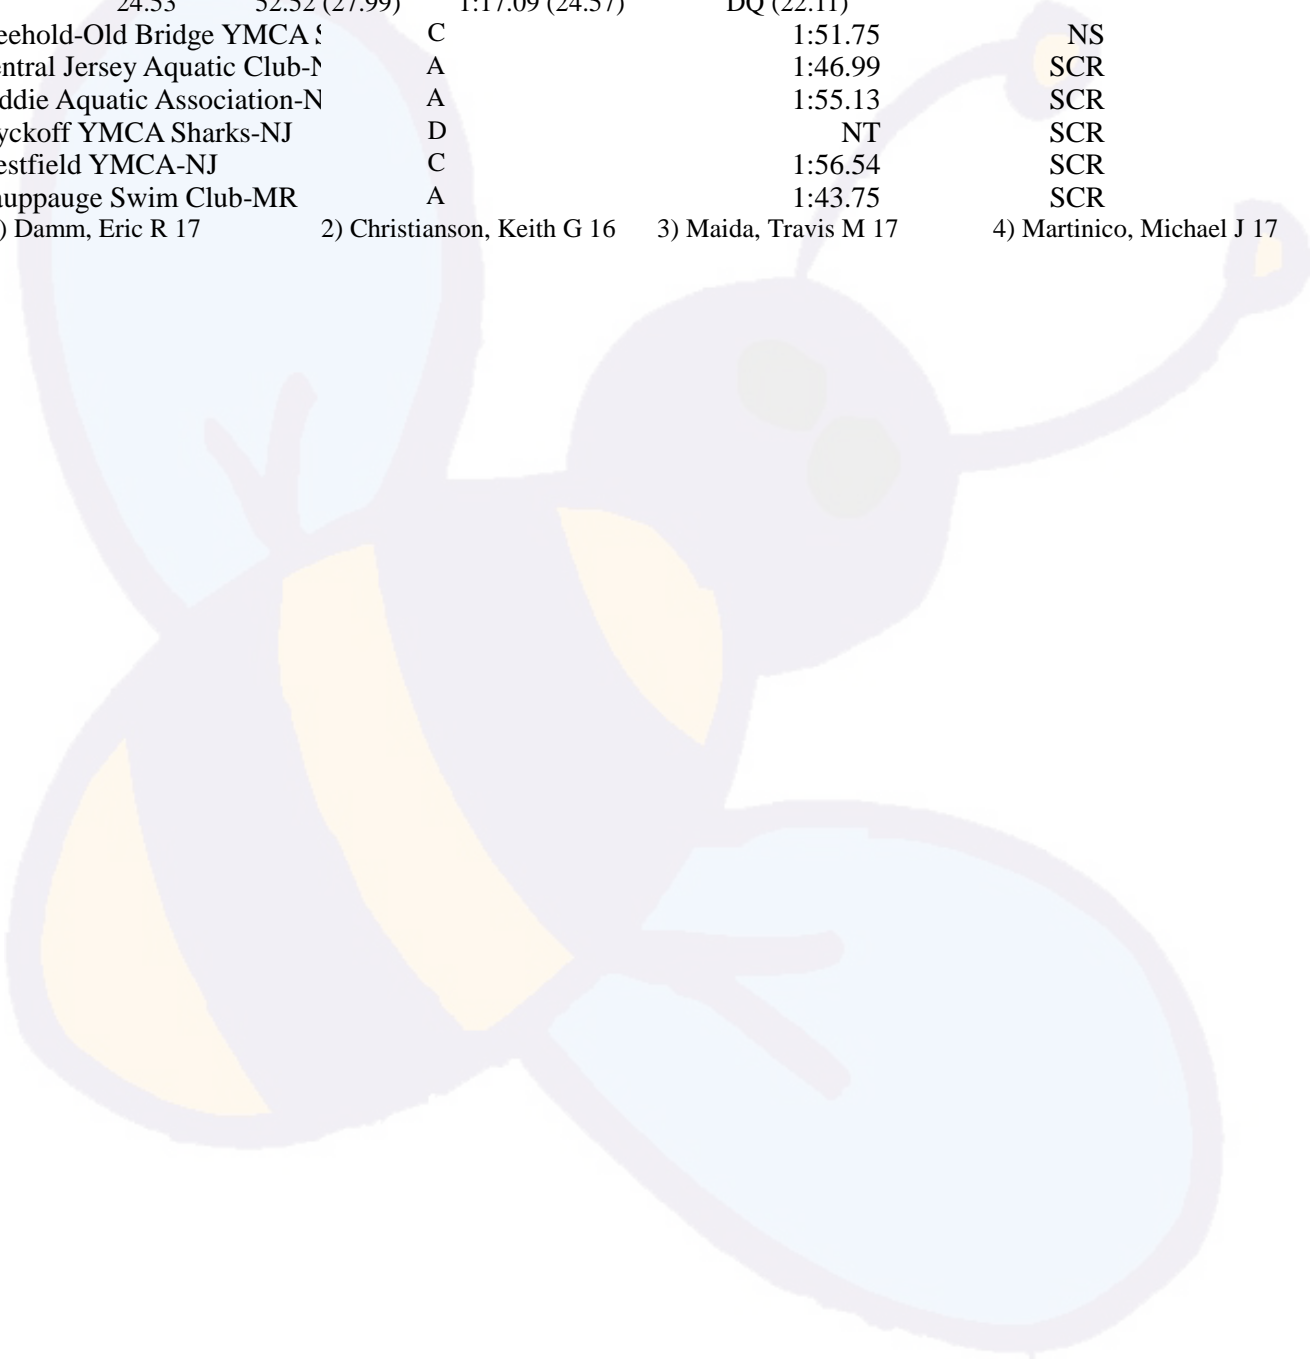 24.53 52.52 (27.99) 1:17.09 (24.57) DQ (22.11)
eehold-Old Bridge YMCA S C 1:51.75 NS
entral Jersey Aquatic Club-N A 1:46.99 SCR
ddie Aquatic Association-N A 1:55.13 SCR
yckoff YMCA Sharks-NJ D NT SCR
estfield YMCA-NJ C 1:56.54 SCR
auppauge Swim Club-MR A 1:43.75 SCR
) Damm, Eric R 17 2) Christianson, Keith G 16 3) Maida, Travis M 17 4) Martinico, Michael J 17